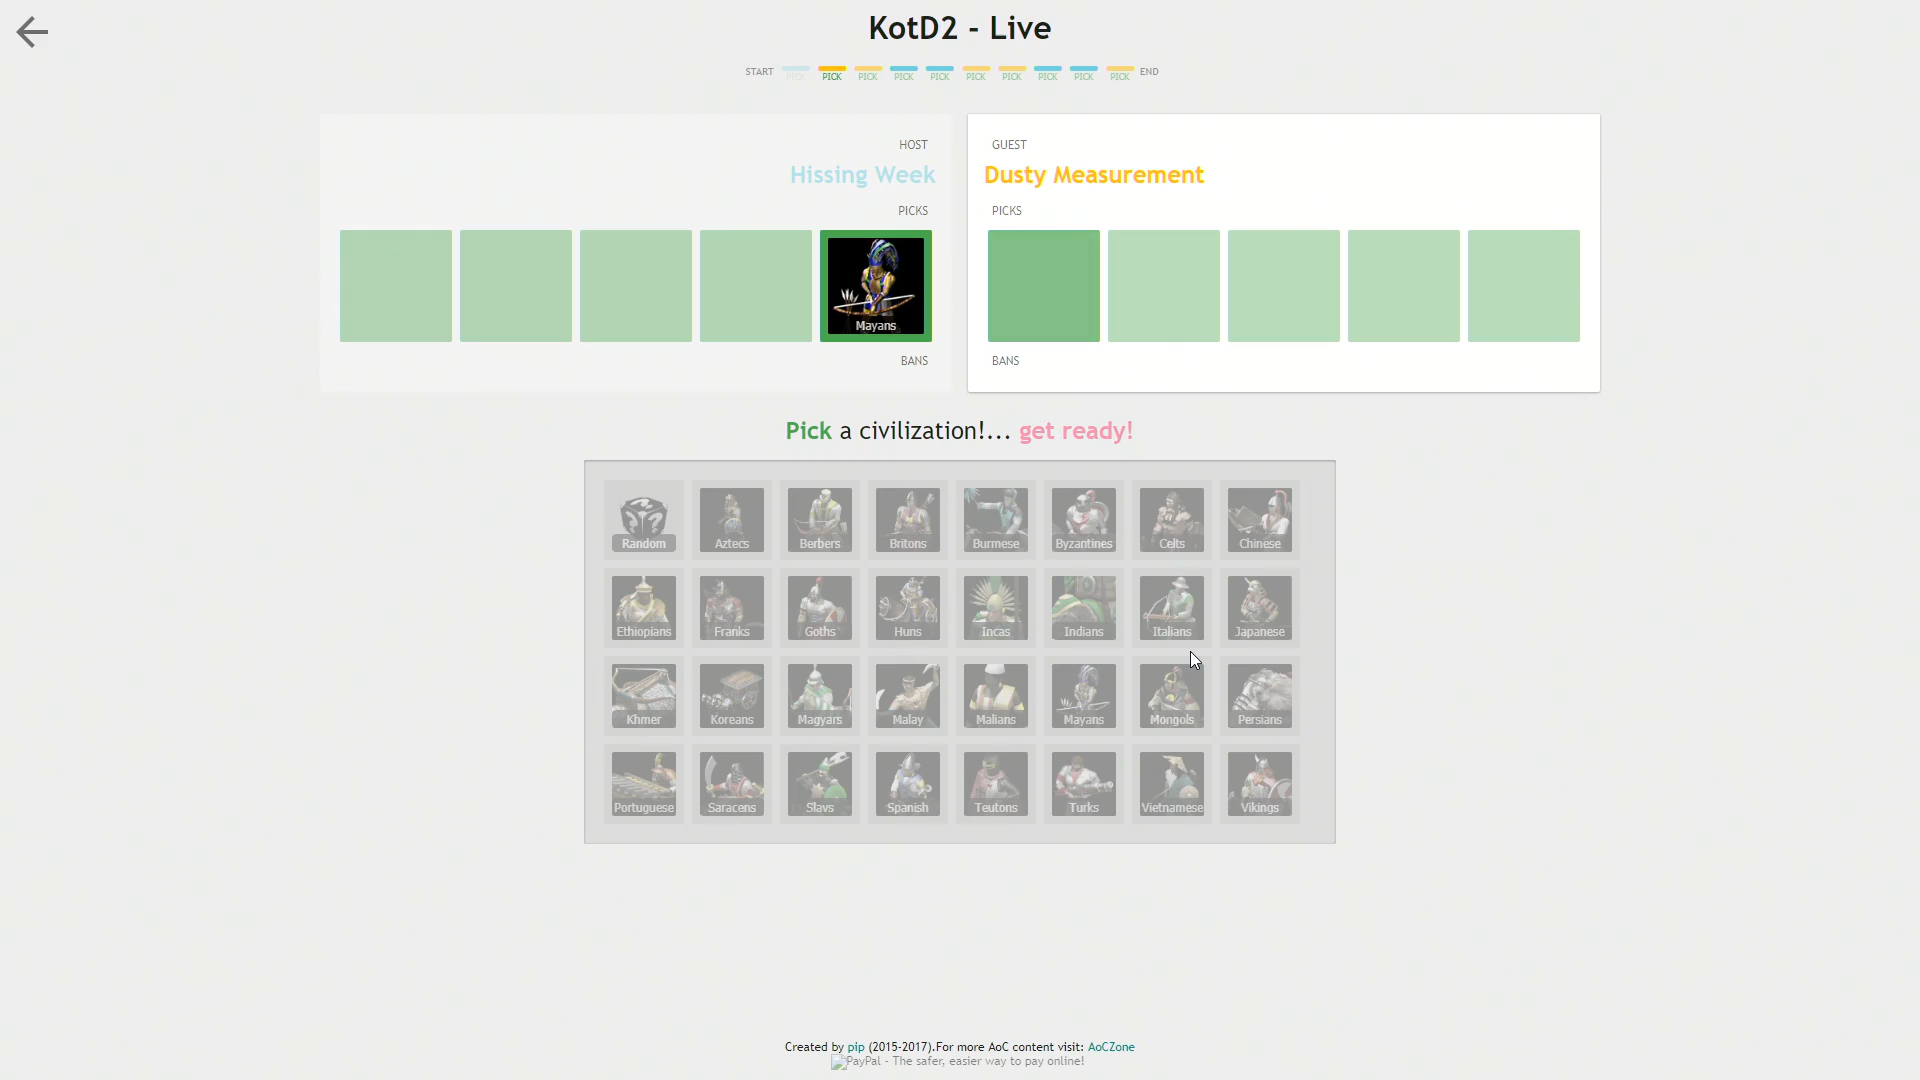 KotD2 - Live
START PICK PICK PICK PICK PICK PICK PICK PICK PICK PICK END
HOST
Hissing Week
PICKS
Mayans
BANS
GUEST
Dusty Measurement
PICKS
BANS
Pick a civilization!... get ready!
Random Aztecs Berbers Britons Burmese Byzantines Celts Chinese
Ethiopians Franks Goths Huns Incas Indians Italians Japanese
Khmer Koreans Magyars Malay Malians Mayans Mongols Persians
Portuguese Saracens Slavs Spanish Teutons Turks Vietnamese Vikings
Created by pip (2015-2017).For more AoC content visit: AoCZone
PayPal - The safer, easier way to pay online!